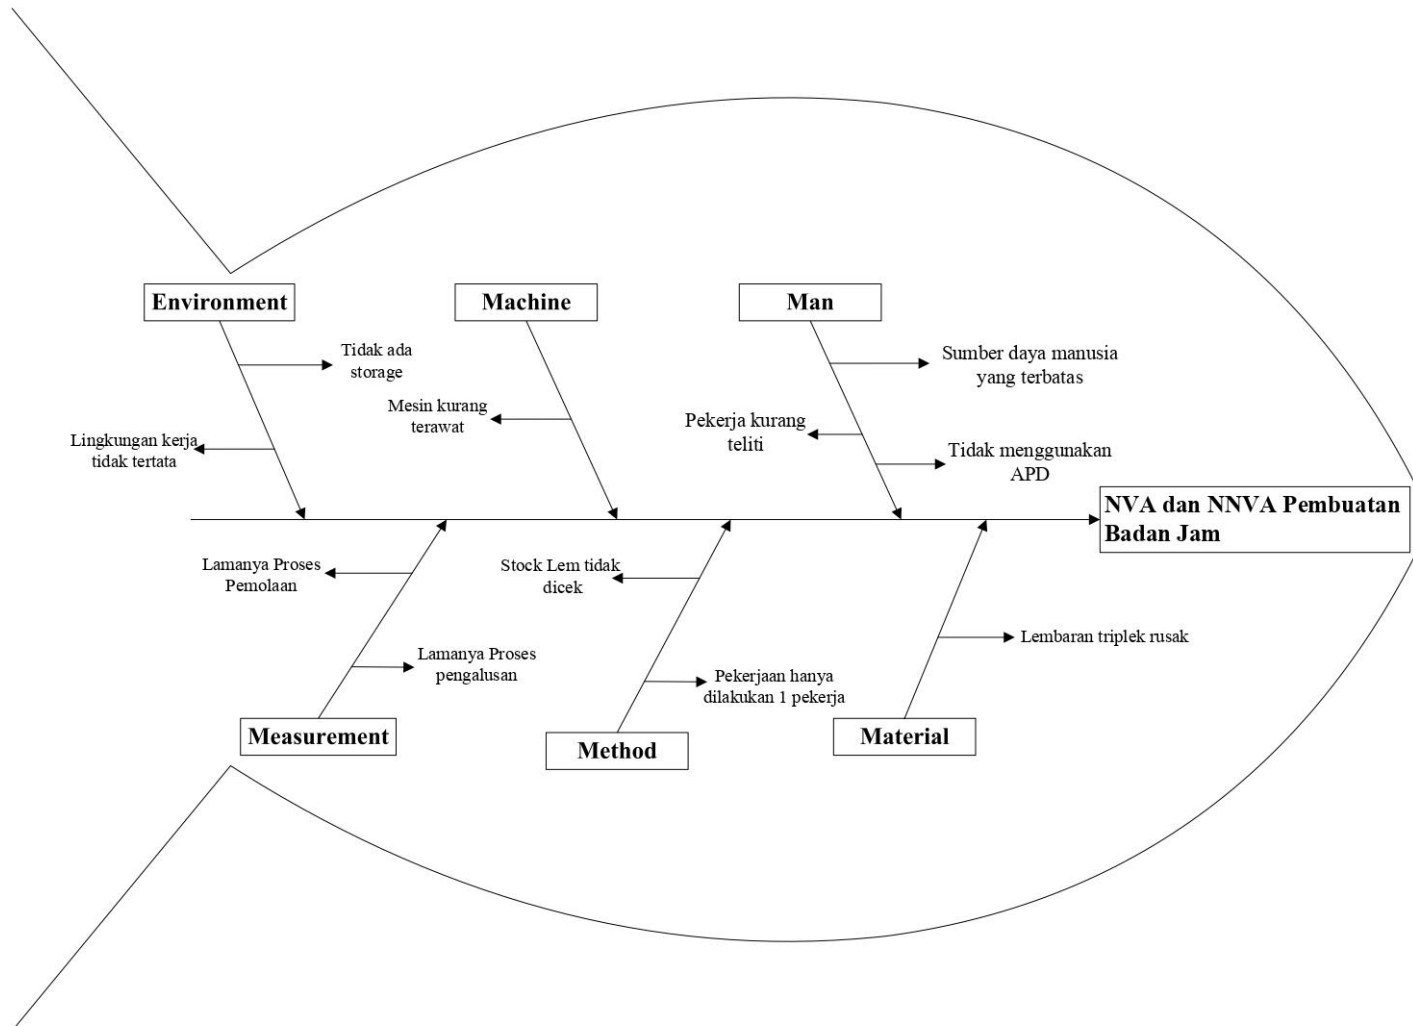 Environment
Machine
Man
Tidak ada
storage
Sumber daya manusia
yang terbatas
Mesin kurang
terawat
Pekerja kurang
teliti
Lingkungan kerja
tidak tertata
Tidak menggunakan
APD
NVA dan NNVA Pembuatan
Badan Jam
Lamanya Proses
Pemolaan
Stock Lem tidak
dicek
Lembaran triplek rusak
Lamanya Proses
pengalusan
Pekerjaan hanya
dilakukan 1 pekerja
Measurement
Method
Material